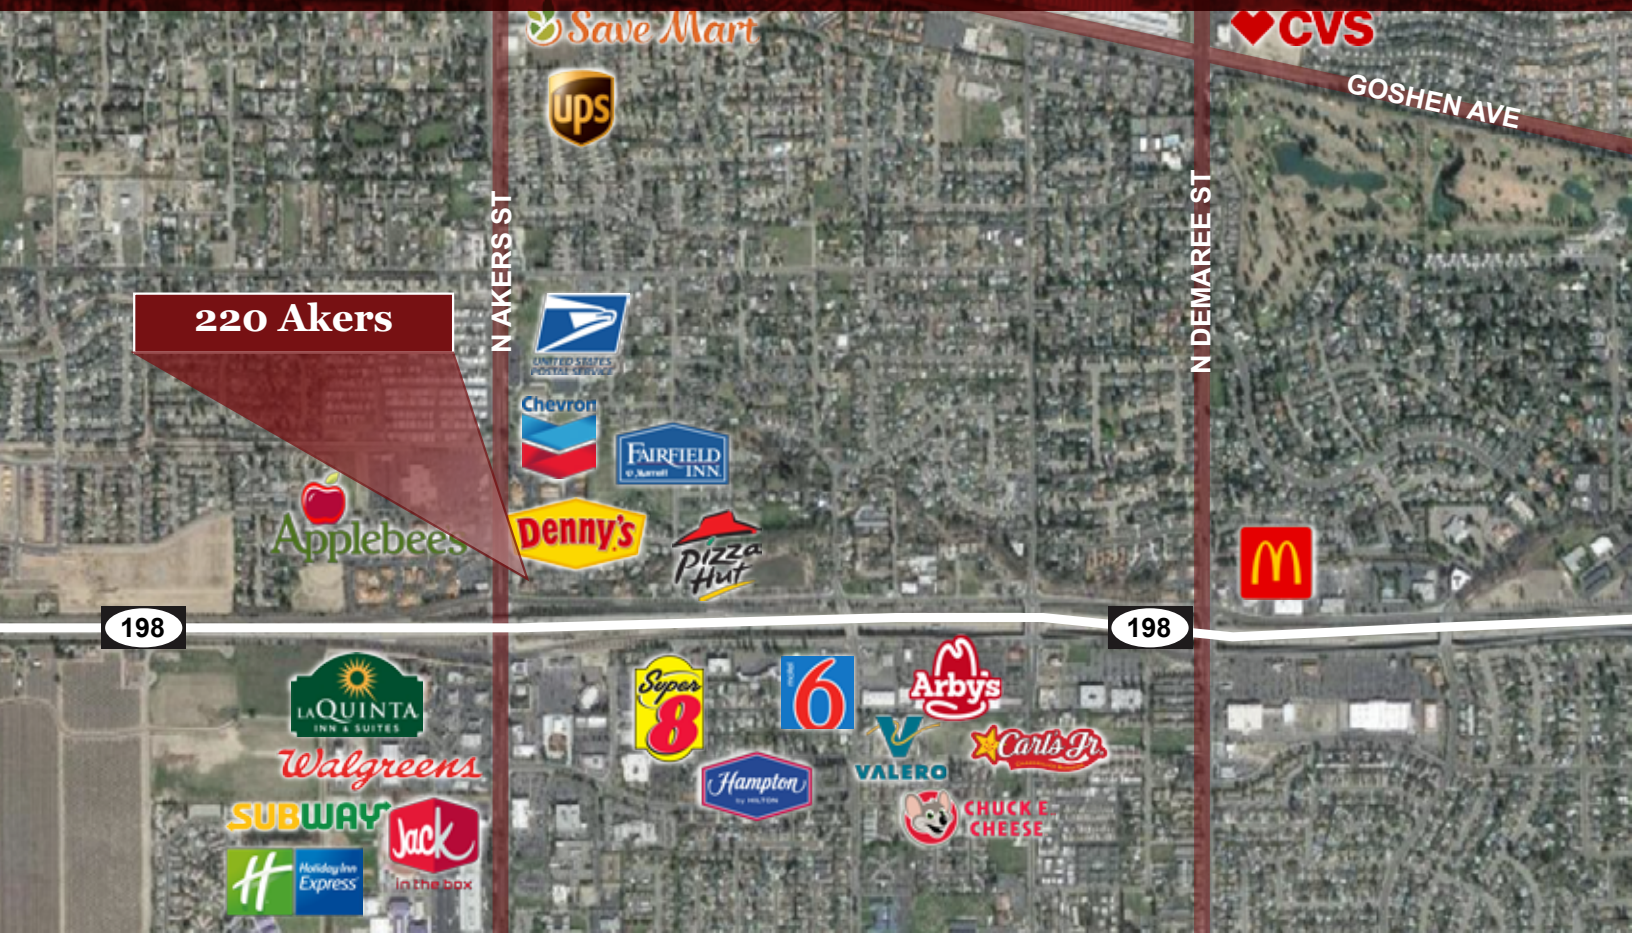 Save Mart
CVS
ups
GOSHEN AVE
N AKERS ST
N DEMAREE ST
220 Akers
UNITED STATES
POSTAL SERVICE
Chevron
FAIRFIELD
INN
by Marriott
Denny's
Applebee's
Pizza
Hut
198
198
LAQUINTA
INN & SUITES
Super
8
motel
6
Arby's
Walgreens
Hampton
by HILTON
VALERO
Carl's Jr.
SUBWAY
Jack
in the box
CHUCK E.
CHEESE
H
Holiday Inn
Express